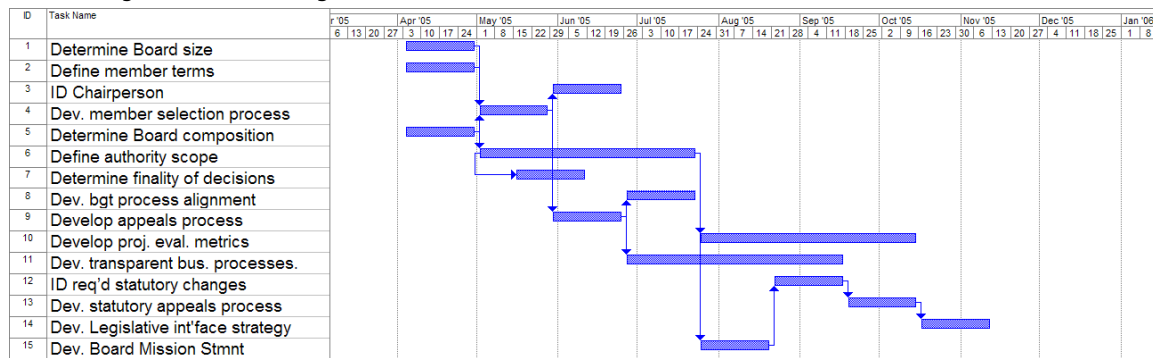 ID Task Name r '05 Apr '05 May '05 Jun '05 Jul '05 Aug '05 Sep '05 Oct '05 Nov '05 Dec '05 Jan '06
6 13 20 27 3 10 17 24 1 8 15 22 29 5 12 19 26 3 10 17 24 31 7 14 21 28 4 11 18 25 2 9 16 23 30 6 13 20 27 4 11 18 25 1 8
1 Determine Board size
2 Define member terms
3 ID Chairperson
4 Dev. member selection process
5 Determine Board composition
6 Define authority scope
7 Determine finality of decisions
8 Dev. bgt process alignment
9 Develop appeals process
10 Develop proj. eval. metrics
11 Dev. transparent bus. processes.
12 ID req'd statutory changes
13 Dev. statutory appeals process
14 Dev. Legislative int'face strategy
15 Dev. Board Mission Stmnt